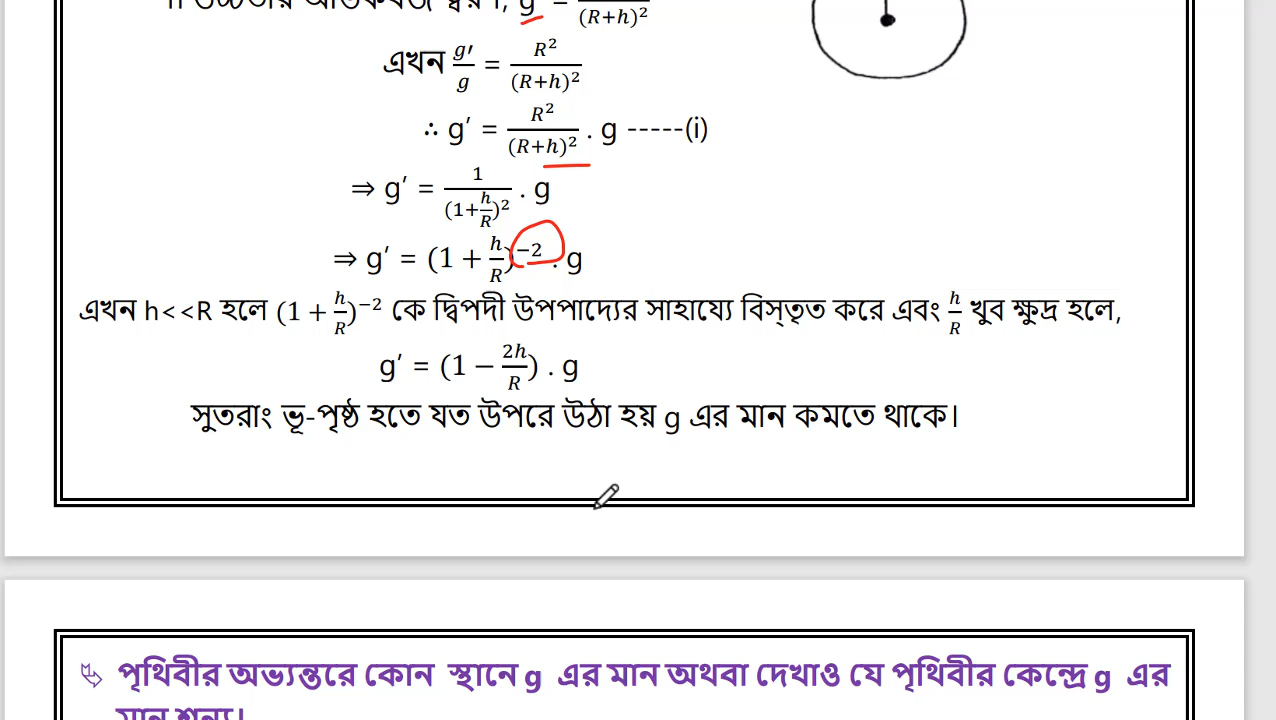 g′ = (R+h)²
এখন g′/g = R²/(R+h)²
∴ g′ = R²/(R+h)² . g -----(i)
⇒ g′ = 1/(1+h/R)² . g
⇒ g′ = (1 + h/R)⁻² . g
এখন h<<R হলে (1 + h/R)⁻² কে দ্বিপদী উপপাদ্যের সাহায্যে বিস্তৃত করে এবং h/R খুব ক্ষুদ্র হলে,
g′ = (1 − 2h/R) . g
সুতরাং ভূ-পৃষ্ঠ হতে যত উপরে উঠা হয় g এর মান কমতে থাকে।
পৃথিবীর অভ্যন্তরে কোন স্থানে g এর মান অথবা দেখাও যে পৃথিবীর কেন্দ্রে g এর
মান শূন্য।